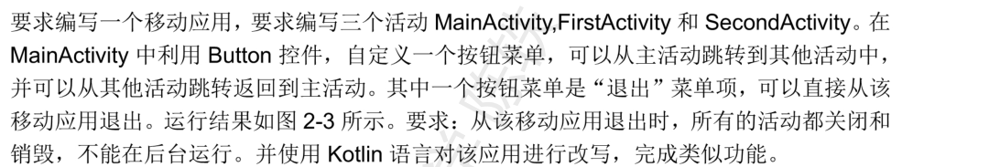 要求编写一个移动应用，要求编写三个活动 MainActivity,FirstActivity 和 SecondActivity。在
MainActivity 中利用 Button 控件，自定义一个按钮菜单，可以从主活动跳转到其他活动中，
并可以从其他活动跳转返回到主活动。其中一个按钮菜单是“退出”菜单项，可以直接从该
移动应用退出。运行结果如图 2-3 所示。要求：从该移动应用退出时，所有的活动都关闭和
销毁，不能在后台运行。并使用 Kotlin 语言对该应用进行改写，完成类似功能。